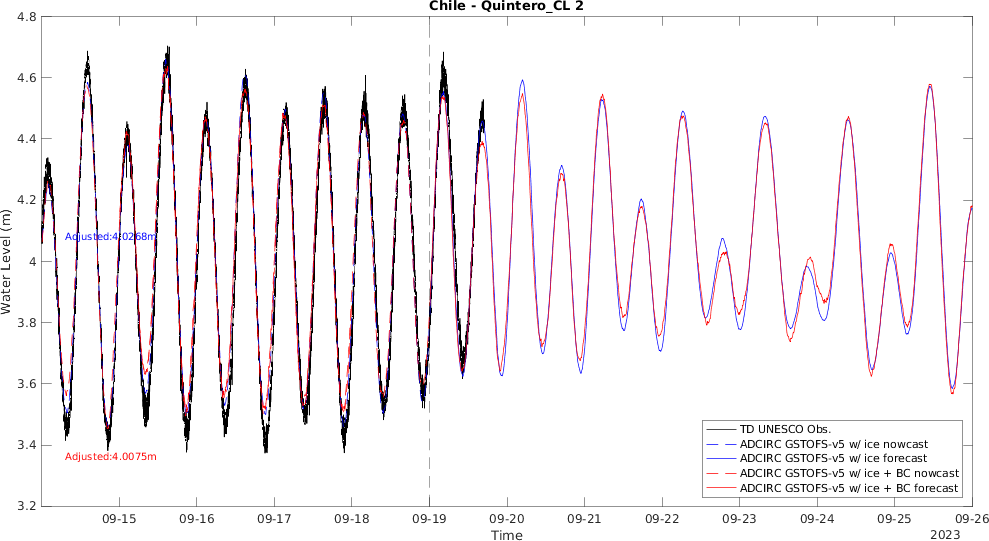 Chile - Quintero_CL 2
4.8
4.6
4.4
4.2
4
3.8
3.6
3.4
3.2
Water Level (m)
Adjusted:4.0268m
Adjusted:4.0075m
TD UNESCO Obs.
ADCIRC GSTOFS-v5 w/ ice nowcast
ADCIRC GSTOFS-v5 w/ ice forecast
ADCIRC GSTOFS-v5 w/ ice + BC nowcast
ADCIRC GSTOFS-v5 w/ ice + BC forecast
09-15 09-16 09-17 09-18 09-19 09-20 09-21 09-22 09-23 09-24 09-25 09-26
Time
2023